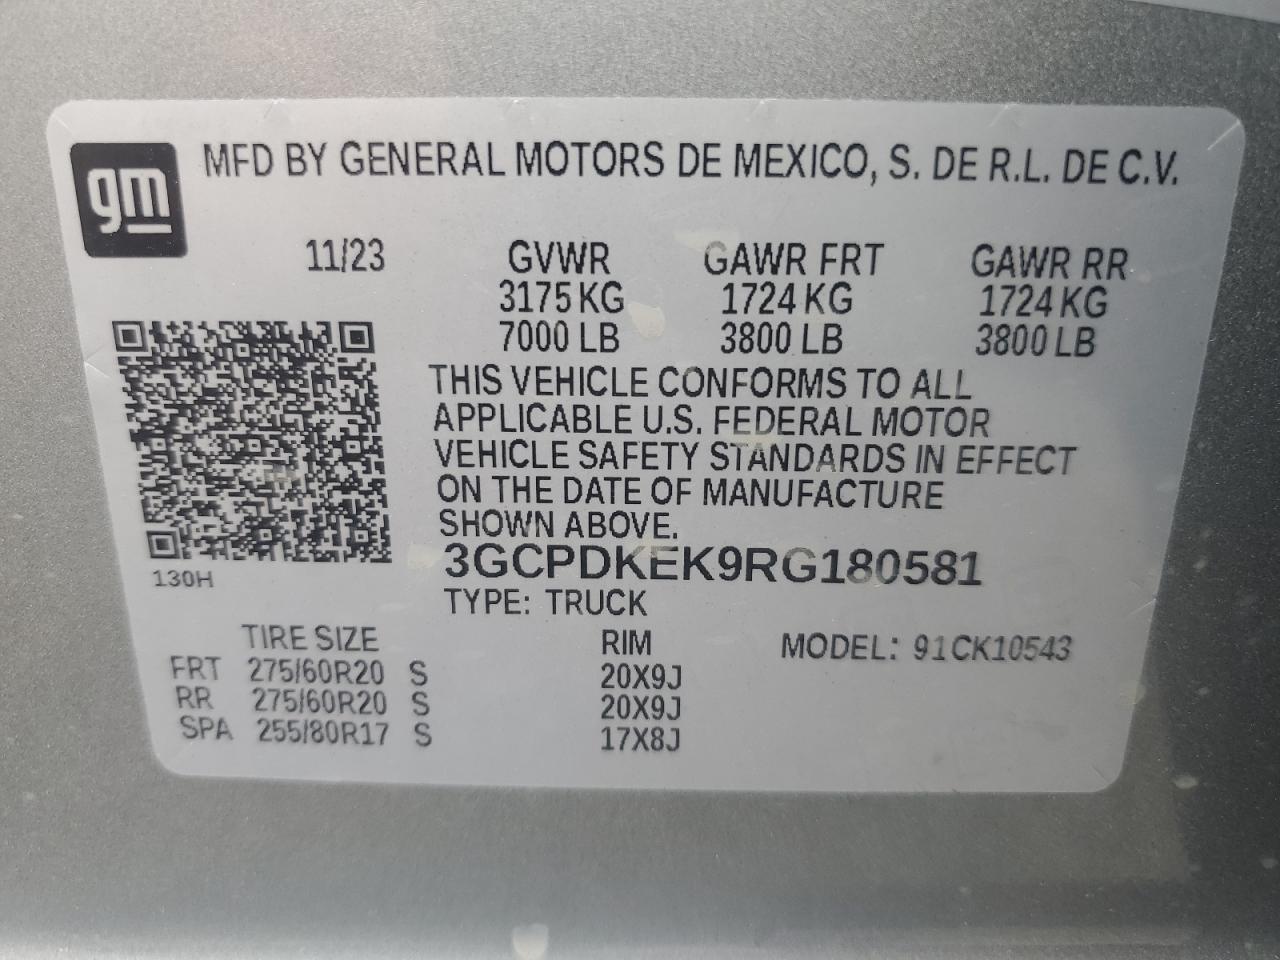 gm MFD BY GENERAL MOTORS DE MEXICO, S. DE R.L. DE C.V.
11/23 GVWR GAWR FRT GAWR RR
3175 KG 1724 KG 1724 KG
7000 LB 3800 LB 3800 LB
THIS VEHICLE CONFORMS TO ALL
APPLICABLE U.S. FEDERAL MOTOR
VEHICLE SAFETY STANDARDS IN EFFECT
ON THE DATE OF MANUFACTURE
SHOWN ABOVE.
3GCPDKEK9RG180581
130H
TYPE: TRUCK
TIRE SIZE RIM MODEL: 91CK10543
FRT 275/60R20 S 20X9J
RR 275/60R20 S 20X9J
SPA 255/80R17 S 17X8J